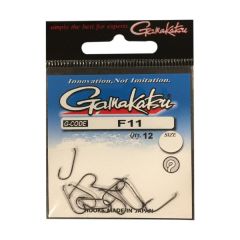 simply the best for experts
Gamakatsu
Innovation, Not Imitation.
Gamakatsu
G-CODE F11
QTY. 12 SIZE
HOOKS MADE IN JAPAN